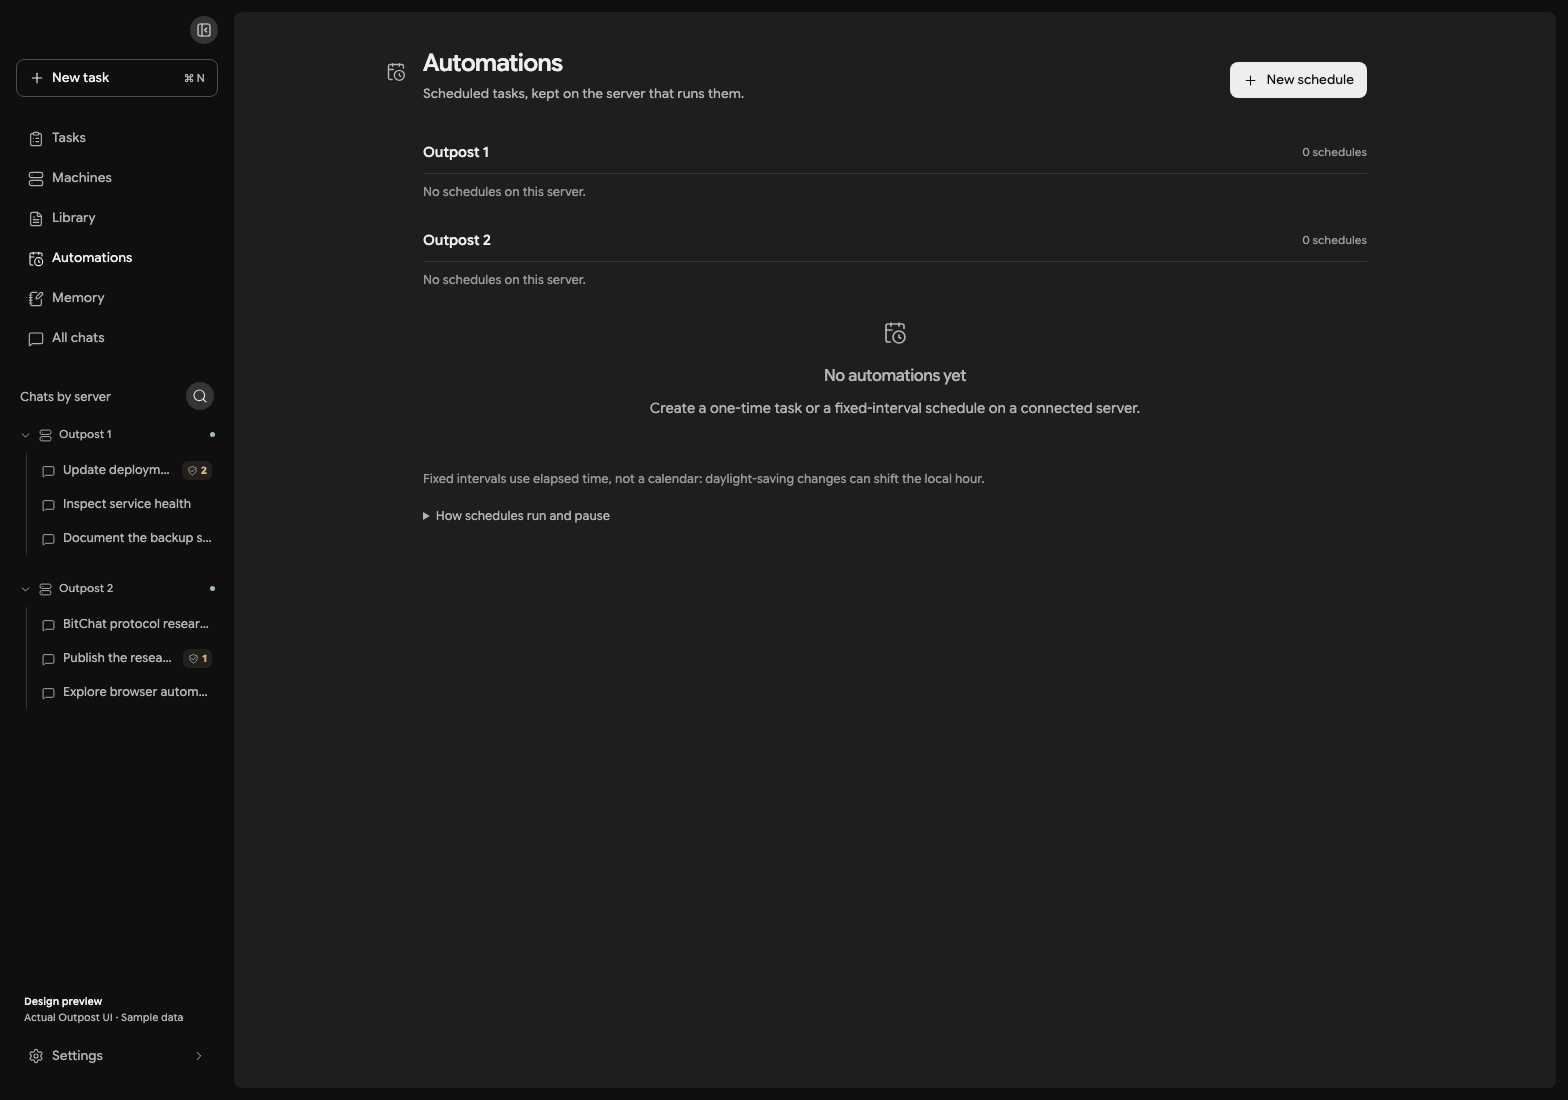 New task
⌘ N
Tasks
Machines
Library
Automations
Memory
All chats
Chats by server
Outpost 1
Update deploym...
2
Inspect service health
Document the backup s...
Outpost 2
BitChat protocol resear...
Publish the resea...
1
Explore browser autom...
Design preview
Actual Outpost UI · Sample data
Settings
Automations
Scheduled tasks, kept on the server that runs them.
New schedule
Outpost 1
0 schedules
No schedules on this server.
Outpost 2
0 schedules
No schedules on this server.
No automations yet
Create a one-time task or a fixed-interval schedule on a connected server.
Fixed intervals use elapsed time, not a calendar: daylight-saving changes can shift the local hour.
How schedules run and pause